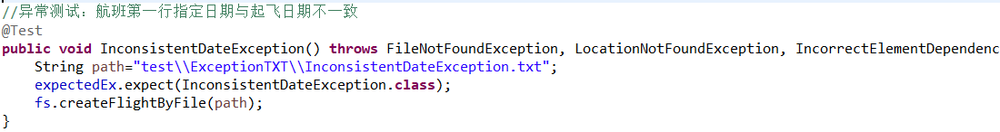 //异常测试：航班第一行指定日期与起飞日期不一致
@Test
public void InconsistentDateException() throws FileNotFoundException, LocationNotFoundException, IncorrectElementDependenc
String path="test\\ExceptionTXT\\InconsistentDateException.txt";
expectedEx.expect(InconsistentDateException.class);
fs.createFlightByFile(path);
}